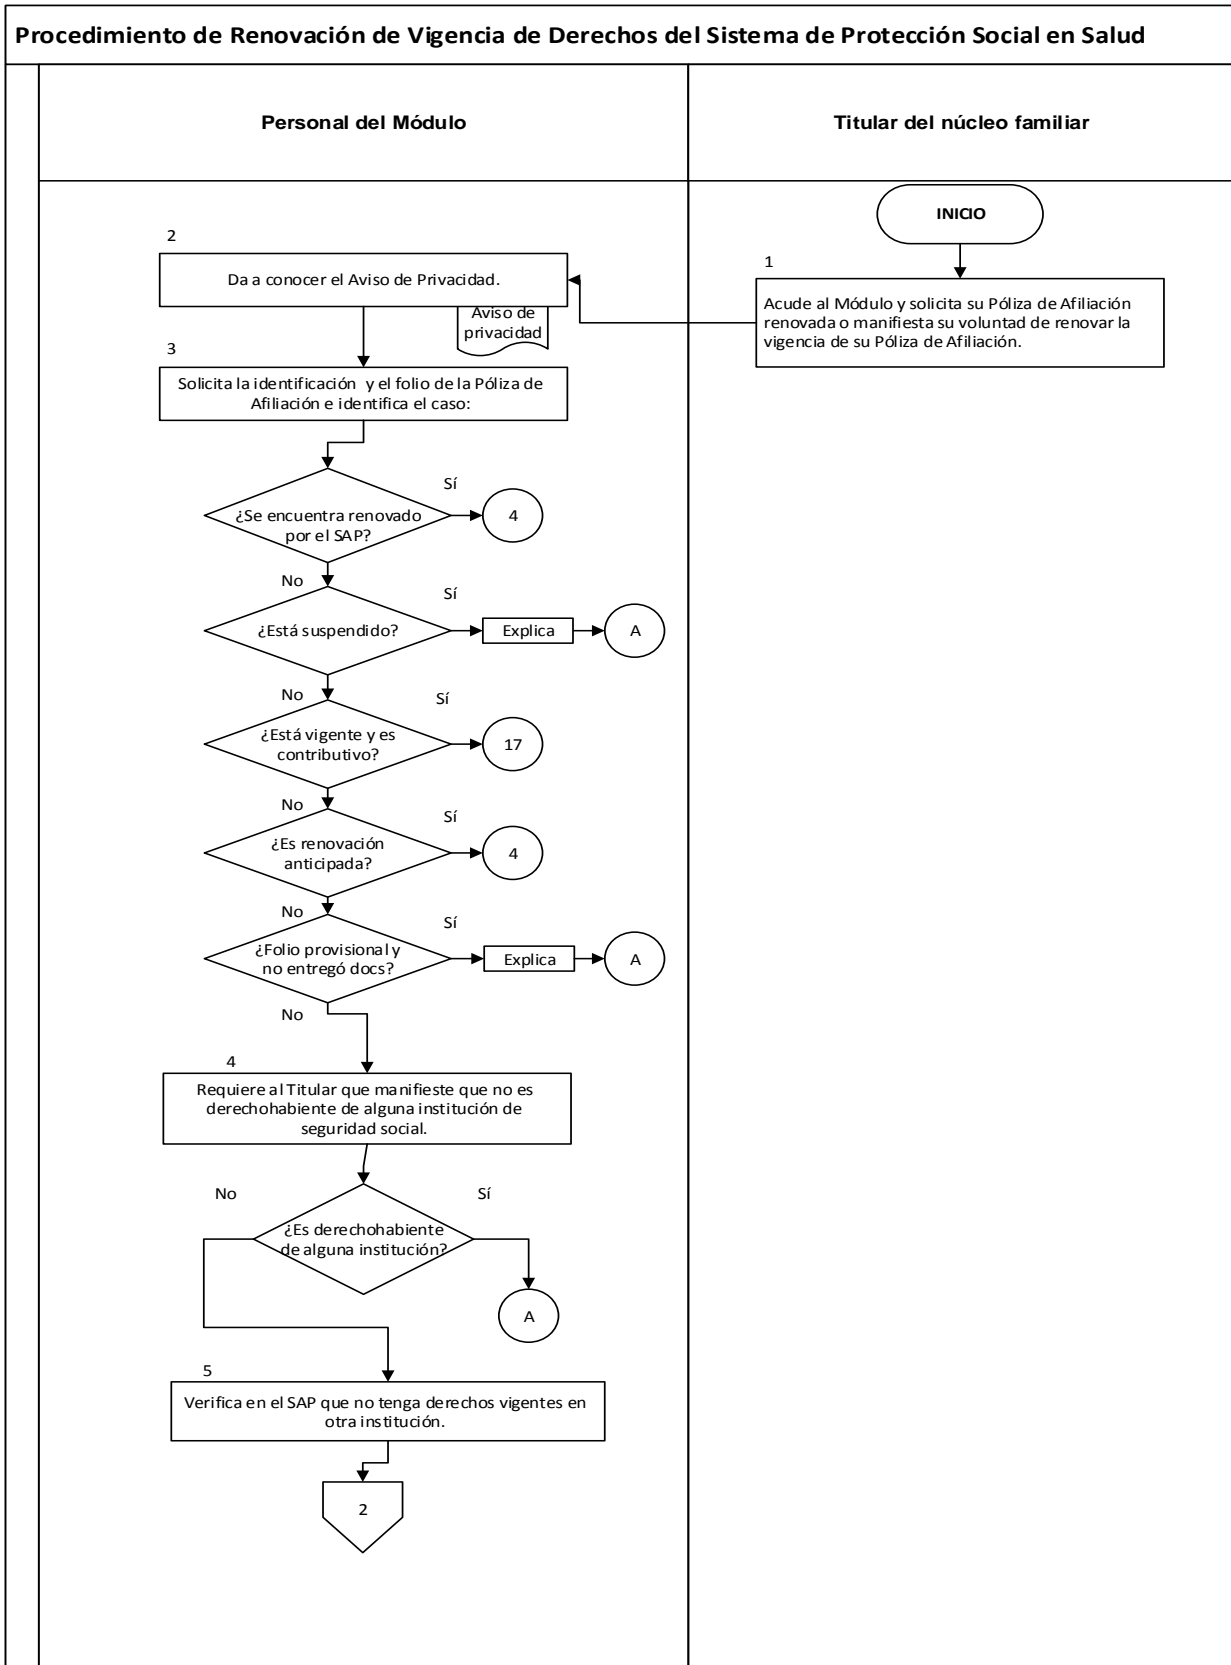 Procedimiento de Renovación de Vigencia de Derechos del Sistema de Protección Social en Salud
Personal del Módulo
Titular del núcleo familiar
INICIO
1
Acude al Módulo y solicita su Póliza de Afiliación
renovada o manifiesta su voluntad de renovar la
vigencia de su Póliza de Afiliación.
2
Da a conocer el Aviso de Privacidad.
Aviso de
privacidad
3
Solicita la identificación y el folio de la Póliza de
Afiliación e identifica el caso:
¿Se encuentra renovado
por el SAP?
Sí
4
No
¿Está suspendido?
Sí
Explica
A
No
¿Está vigente y es
contributivo?
Sí
17
No
¿Es renovación
anticipada?
Sí
4
No
¿Folio provisional y
no entregó docs?
Sí
Explica
A
No
4
Requiere al Titular que manifieste que no es
derechohabiente de alguna institución de
seguridad social.
No
Sí
¿Es derechohabiente
de alguna institución?
A
5
Verifica en el SAP que no tenga derechos vigentes en
otra institución.
2